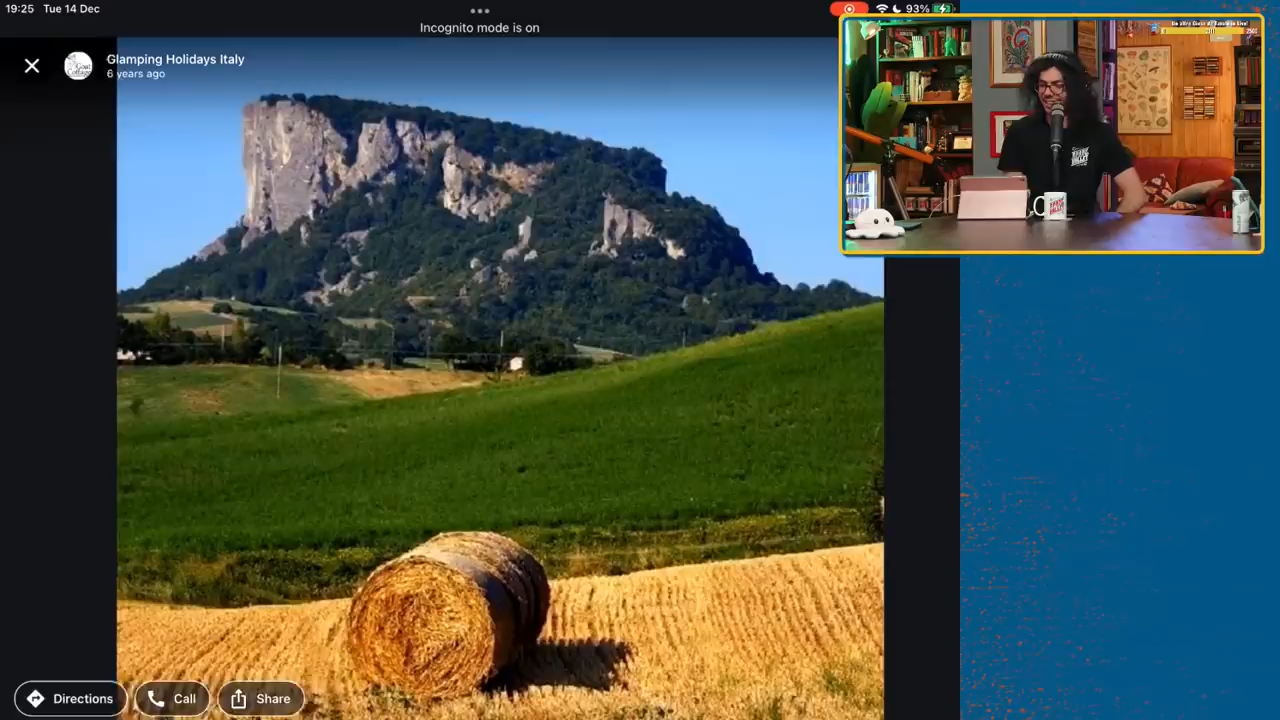 19:25 Tue 14 Dec
93%
Incognito mode is on
Glamping Holidays Italy
6 years ago
Directions
Call
Share